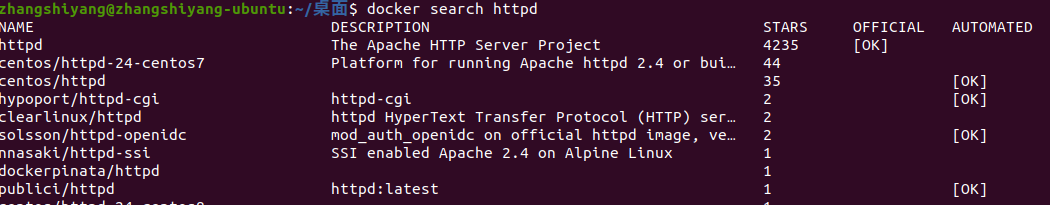 zhangshiyang@zhangshiyang-ubuntu:~/桌面$ docker search httpd
NAME DESCRIPTION STARS OFFICIAL AUTOMATED
httpd The Apache HTTP Server Project 4235 [OK]
centos/httpd-24-centos7 Platform for running Apache httpd 2.4 or bui… 44
centos/httpd 35 [OK]
hypoport/httpd-cgi httpd-cgi 2 [OK]
clearlinux/httpd httpd HyperText Transfer Protocol (HTTP) ser… 2
solsson/httpd-openidc mod_auth_openidc on official httpd image, ve… 2 [OK]
nnasaki/httpd-ssi SSI enabled Apache 2.4 on Alpine Linux 1
dockerpinata/httpd 1
publici/httpd httpd:latest 1 [OK]